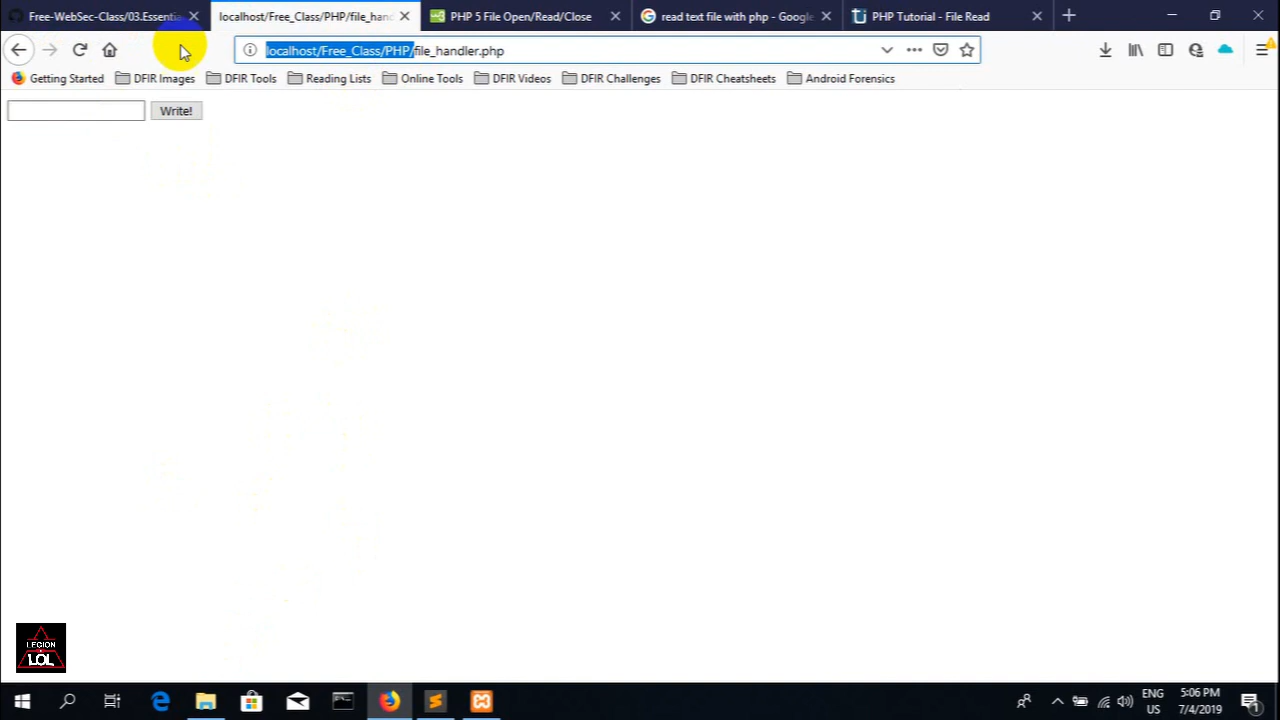 Free-WebSec-Class/03.Essentia
localhost/Free_Class/PHP/file_hand
PHP 5 File Open/Read/Close
read text file with php - Google
PHP Tutorial - File Read
localhost/Free_Class/PHP/file_handler.php
Getting Started
DFIR Images
DFIR Tools
Reading Lists
Online Tools
DFIR Videos
DFIR Challenges
DFIR Cheatsheets
Android Forensics
Write!
LEGION
LOL
ENG
US
5:06 PM
7/4/2019
1